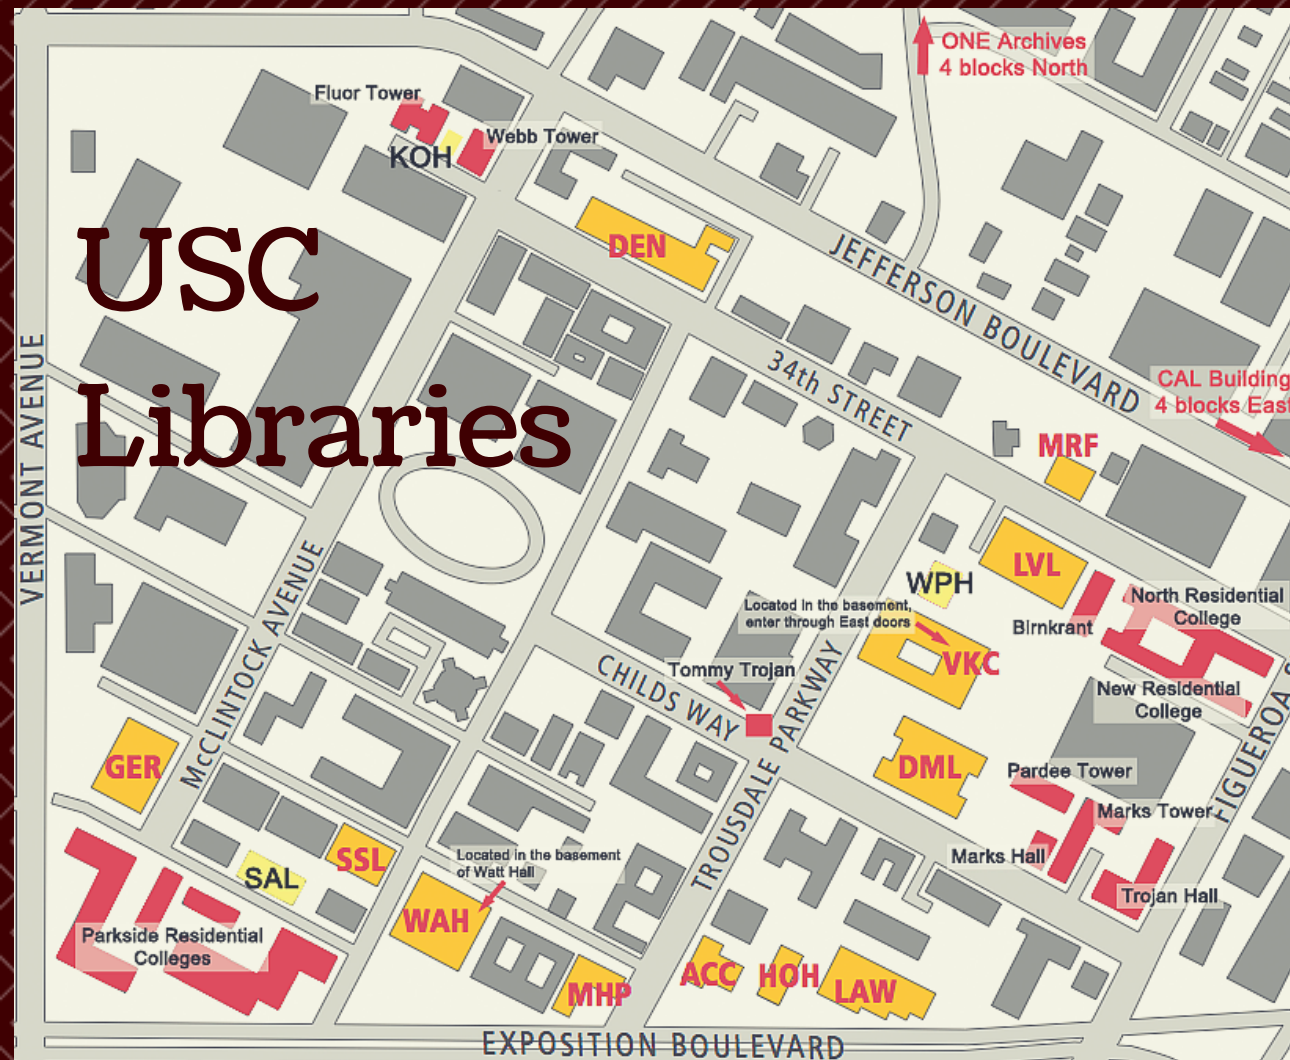 ONE Archives
4 blocks North
Fluor Tower
Webb Tower
KOH
USC
Libraries
DEN
JEFFERSON BOULEVARD
34th STREET
CAL Building
4 blocks East
VERMONT AVENUE
MRF
LVL
WPH
North Residential
College
Birnkrant
Located in the basement,
enter through East doors
VKC
McCLINTOCK AVENUE
CHILDS WAY
Tommy Trojan
New Residential
College
TROUSDALE PARKWAY
GER
DML
Pardee Tower
Marks Tower
FIGUEROA S
Marks Hall
Trojan Hall
SSL
SAL
Located in the basement
of Watt Hall
WAH
Parkside Residential
Colleges
ACC
HOH
LAW
MHP
EXPOSITION BOULEVARD